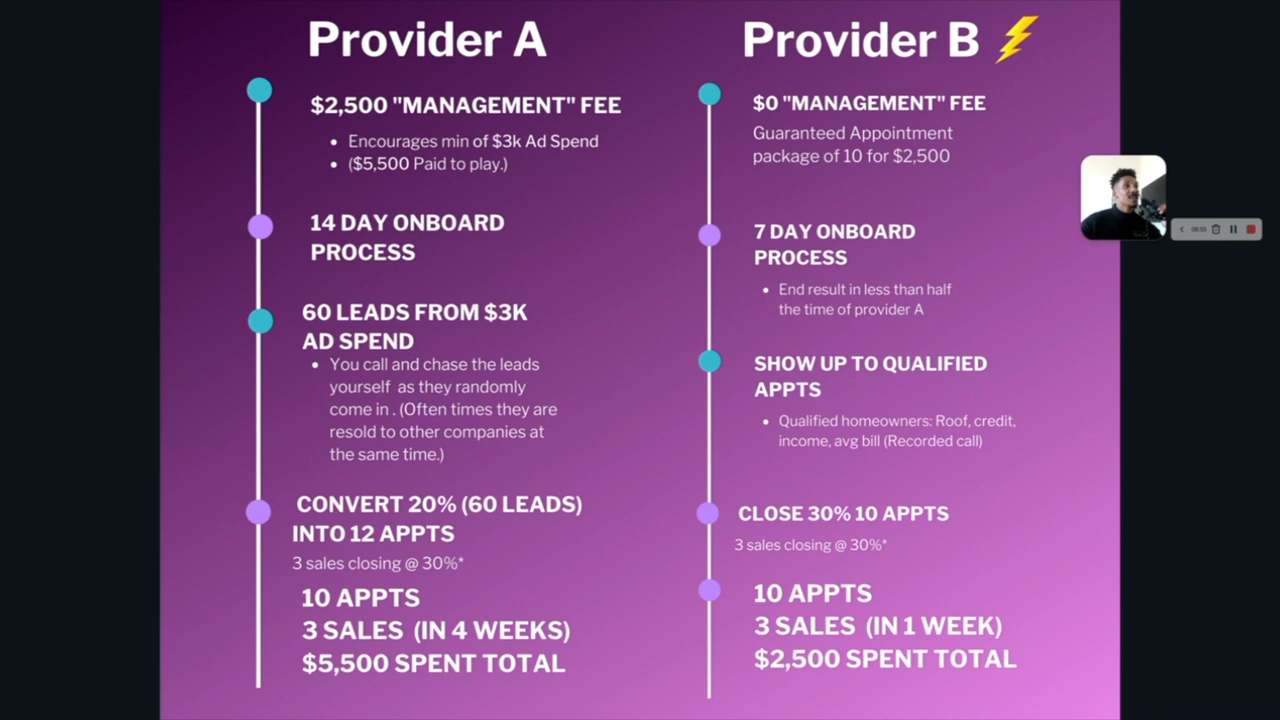 Provider A
$2,500 "MANAGEMENT" FEE
Encourages min of $3k Ad Spend
($5,500 Paid to play.)
14 DAY ONBOARD
PROCESS
60 LEADS FROM $3K
AD SPEND
You call and chase the leads
yourself as they randomly
come in . (Often times they are
resold to other companies at
the same time.)
CONVERT 20% (60 LEADS)
INTO 12 APPTS
3 sales closing @ 30%*
10 APPTS
3 SALES (IN 4 WEEKS)
$5,500 SPENT TOTAL
Provider B
$0 "MANAGEMENT" FEE
Guaranteed Appointment
package of 10 for $2,500
7 DAY ONBOARD
PROCESS
End result in less than half
the time of provider A
SHOW UP TO QUALIFIED
APPTS
Qualified homeowners: Roof, credit,
income, avg bill (Recorded call)
CLOSE 30% 10 APPTS
3 sales closing @ 30%*
10 APPTS
3 SALES (IN 1 WEEK)
$2,500 SPENT TOTAL